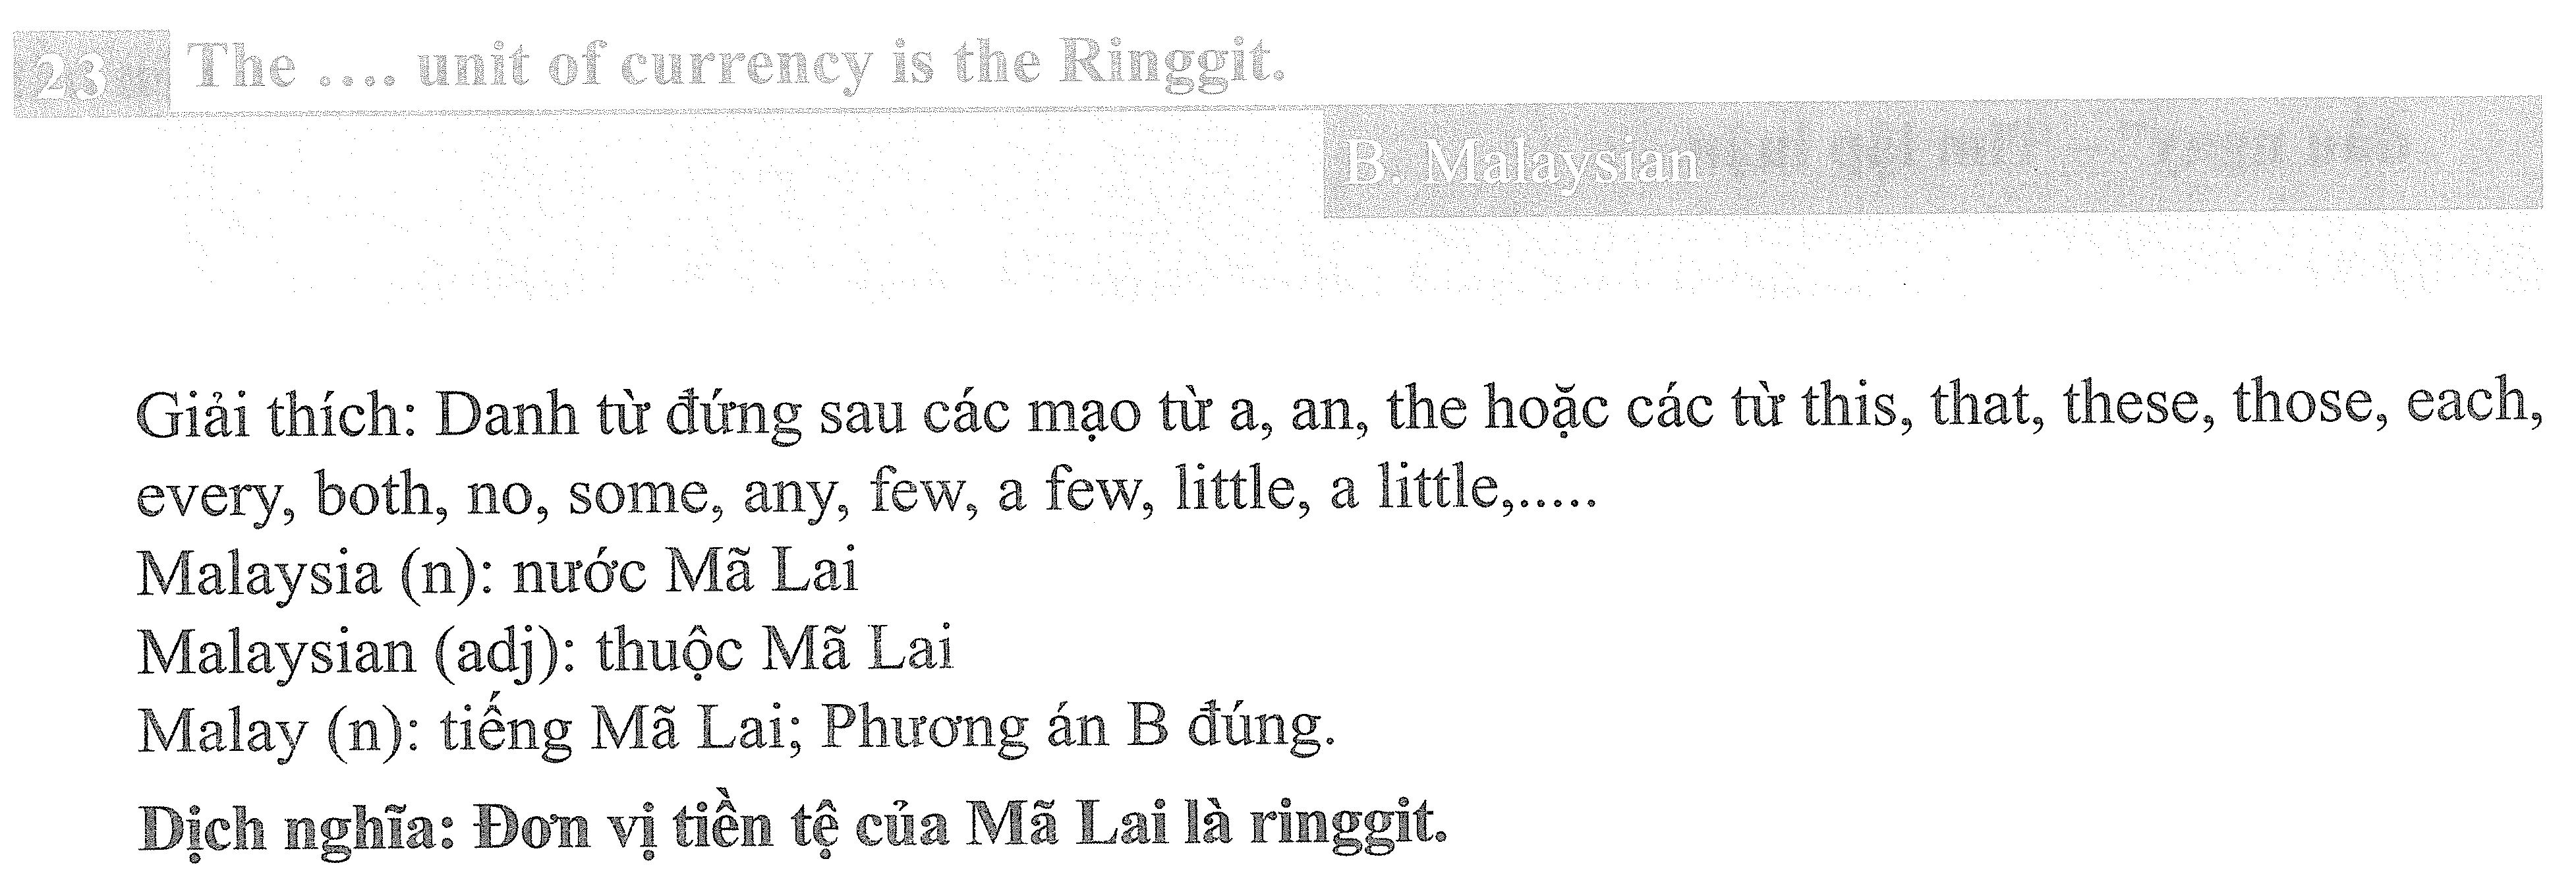 23 The .... unit of currency is the Ringgit.
B. Malaysian
Giải thích: Danh từ đứng sau các mạo từ a, an, the hoặc các từ this, that, these, those, each,
every, both, no, some, any, few, a few, little, a little,.....
Malaysia (n): nước Mã Lai
Malaysian (adj): thuộc Mã Lai
Malay (n): tiếng Mã Lai; Phương án B đúng.
Dịch nghĩa: Đơn vị tiền tệ của Mã Lai là ringgit.